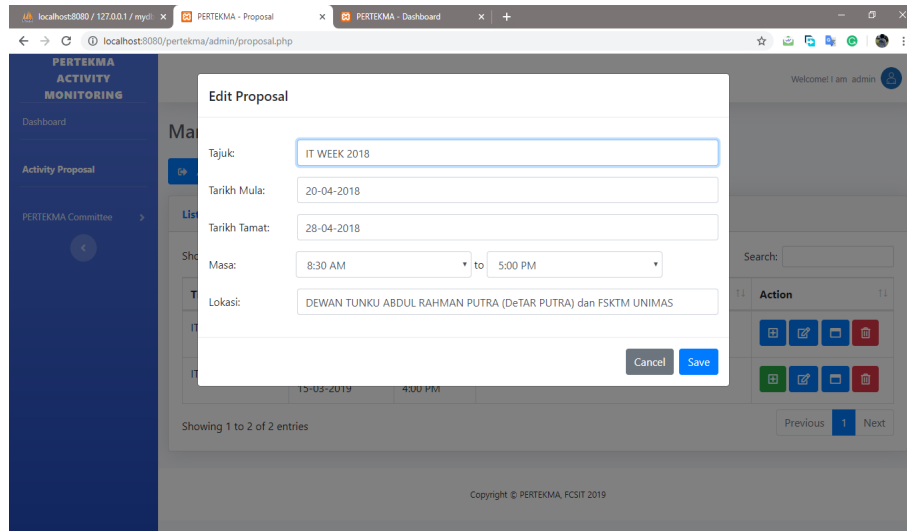 localhost:8080 / 127.0.0.1 / myd
PERTEKMA - Proposal
PERTEKMA - Dashboard
localhost:8080/pertekma/admin/proposal.php
PERTEKMA
ACTIVITY
MONITORING
Welcome! I am admin
Edit Proposal
Dashboard
Activity Proposal
PERTEKMA Committee
Tajuk: IT WEEK 2018
Tarikh Mula: 20-04-2018
Tarikh Tamat: 28-04-2018
Masa: 8:30 AM to 5:00 PM
Lokasi: DEWAN TUNKU ABDUL RAHMAN PUTRA (DeTAR PUTRA) dan FSKTM UNIMAS
Cancel Save
Search:
Action
15-03-2019 4:00 PM
Showing 1 to 2 of 2 entries
Previous 1 Next
Copyright © PERTEKMA, FCSIT 2019